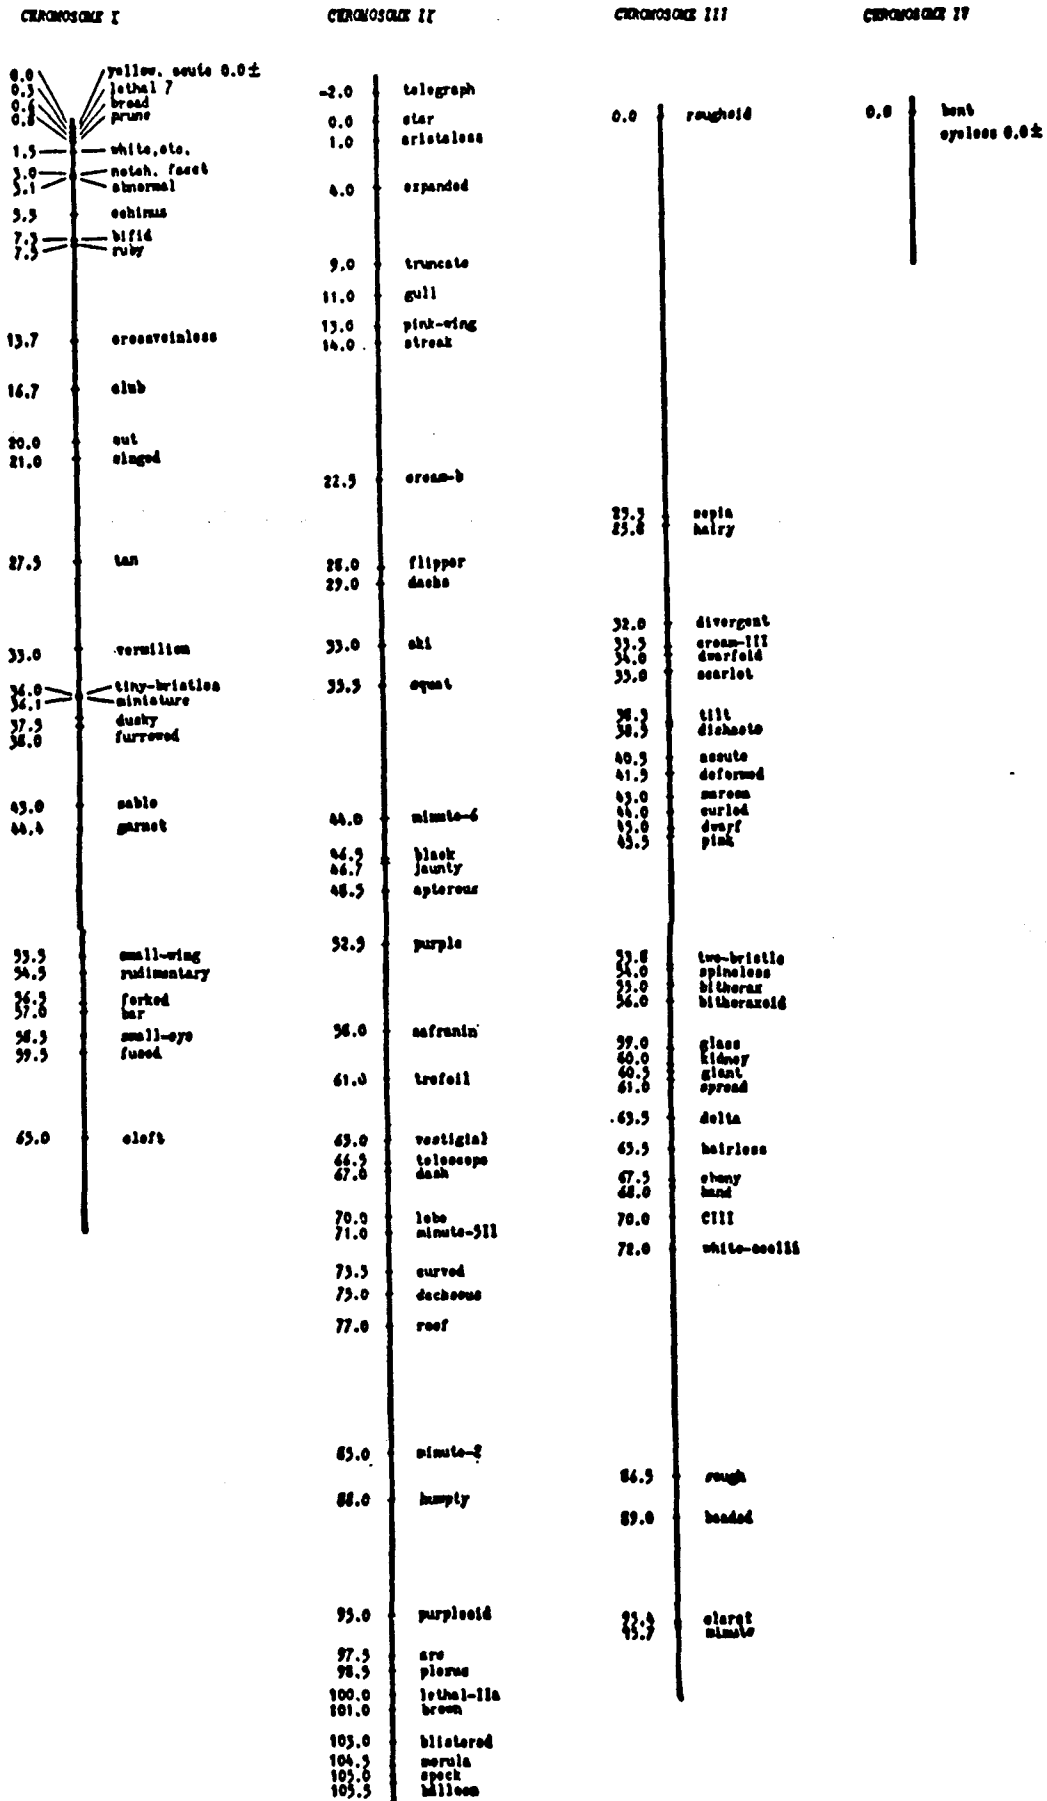 CHROMOSOME I
0.0 yellow, scute 0.0±
0.3 lethal 7
0.6 broad
0.8 prune
1.5 white, etc.
3.0 notch, facet
3.1 abnormal
5.5 echinus
7.3 bifid
7.5 ruby
13.7 crossveinless
16.7 club
20.0 cut
21.0 singed
27.5 tan
33.0 vermilion
36.0 tiny-bristles
36.1 miniature
37.5 dusky
38.0 furrowed
43.0 sable
44.4 garnet
53.5 small-wing
54.5 rudimentary
56.5 forked
57.0 bar
58.5 small-eye
59.5 fused
65.0 cleft
CHROMOSOME II
-2.0 telegraph
0.0 star
1.0 aristaless
4.0 expanded
9.0 truncate
11.0 gull
13.0 pink-wing
14.0 streak
22.5 cream-b
28.0 flipper
29.0 dachs
33.0 ski
35.5 squat
44.0 minute-6
46.5 black
46.7 jaunty
48.5 apterous
52.5 purple
58.0 safranin
61.0 trefoil
65.0 vestigial
66.5 telescope
67.0 dash
70.0 lobe
71.0 minute-5II
73.5 curved
75.0 dachsous
77.0 roof
85.0 minute-2
88.0 humpty
95.0 purploid
97.5 arc
98.5 plexus
100.0 lethal-IIa
101.0 brown
103.0 blistered
104.5 morula
105.0 speck
105.5 balloon
CHROMOSOME III
0.0 roughoid
25.3 sepia
25.8 hairy
32.0 divergent
33.5 cream-III
34.0 dwarfoid
35.0 scarlet
38.5 tilt
38.5 dichaete
40.5 ascute
41.5 deformed
43.0 maroon
44.0 curled
45.0 dwarf
45.5 pink
53.8 two-bristle
54.0 spineless
55.0 bithorax
56.0 bithoraxoid
59.0 glass
60.0 kidney
60.5 giant
61.0 spread
63.5 delta
65.5 hairless
67.5 ebony
68.0 band
70.0 CIII
72.0 white-ocelli
86.5 rough
89.0 beaded
95.4 claret
95.7 minute
CHROMOSOME IV
0.0 bent
eyeless 0.0±